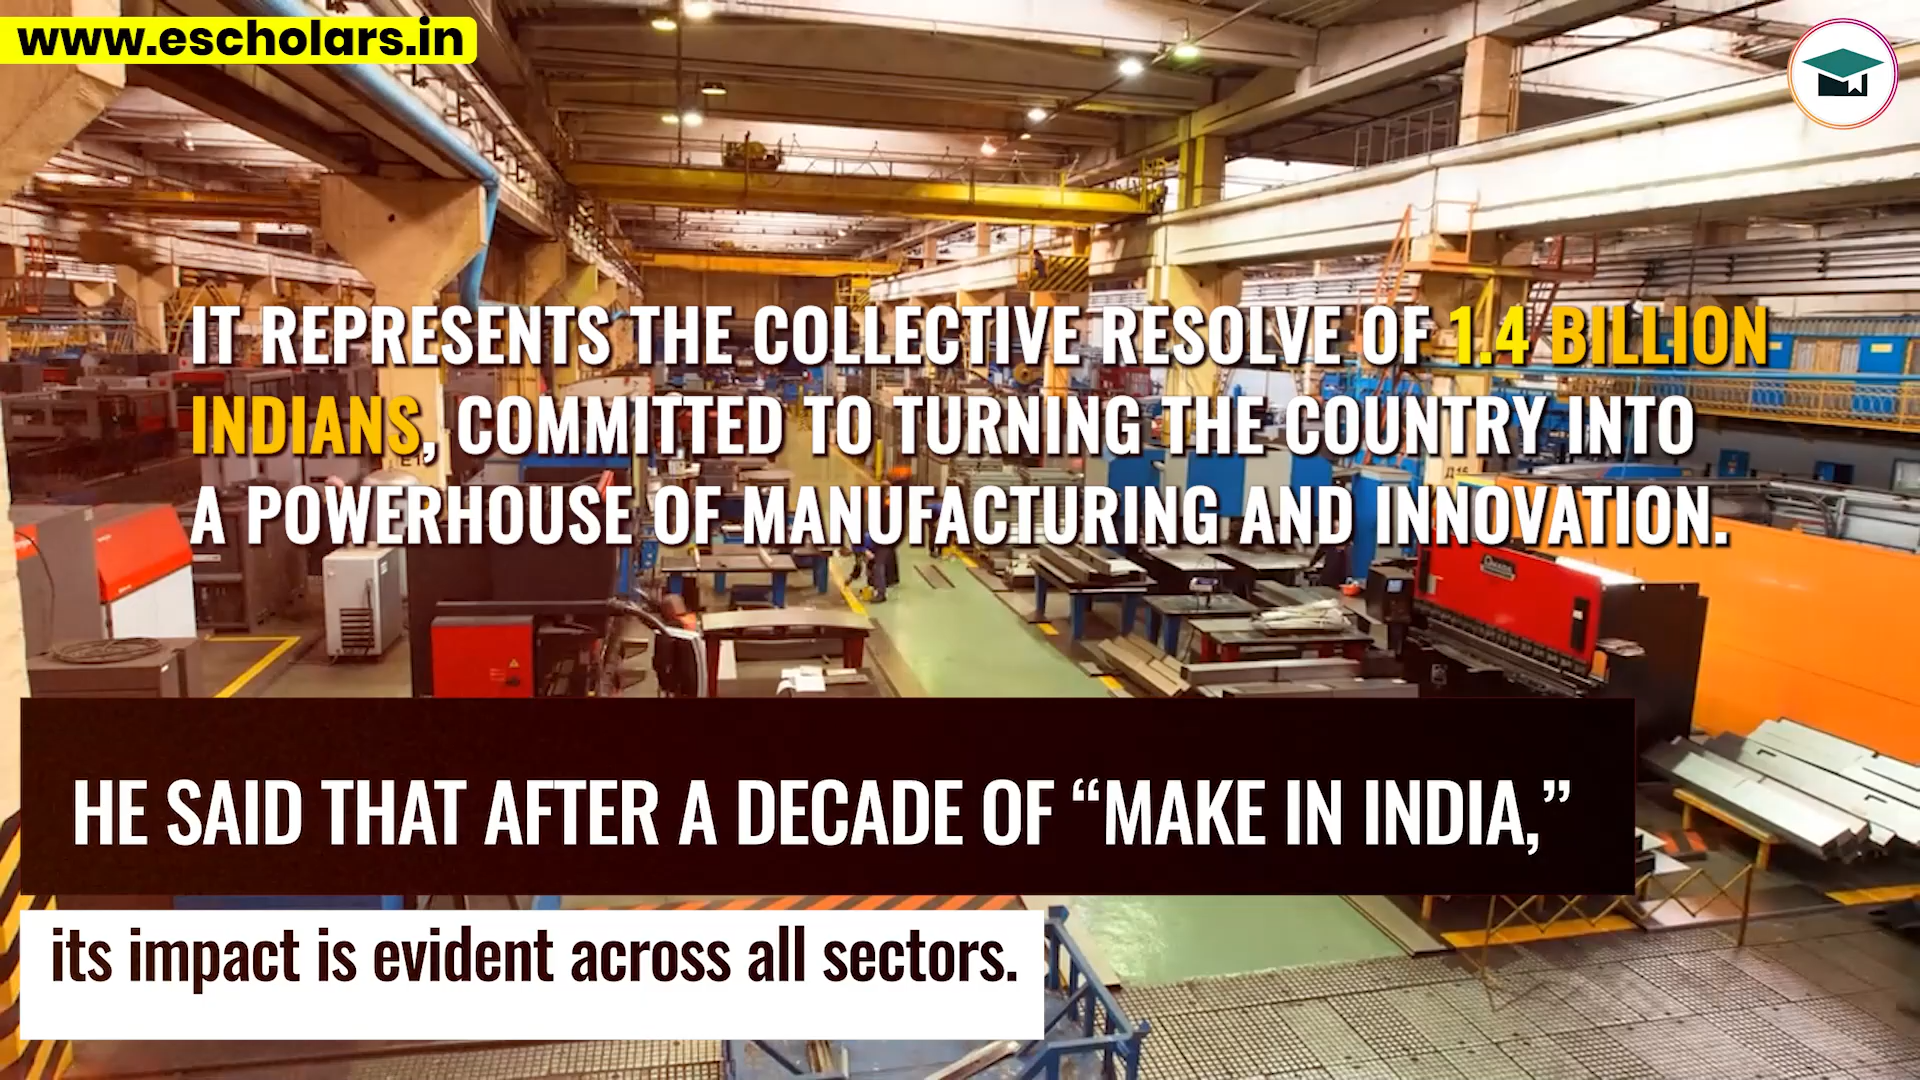 www.escholars.in
IT REPRESENTS THE COLLECTIVE RESOLVE OF 1.4 BILLION
INDIANS, COMMITTED TO TURNING THE COUNTRY INTO
A POWERHOUSE OF MANUFACTURING AND INNOVATION.
HE SAID THAT AFTER A DECADE OF “MAKE IN INDIA,”
its impact is evident across all sectors.